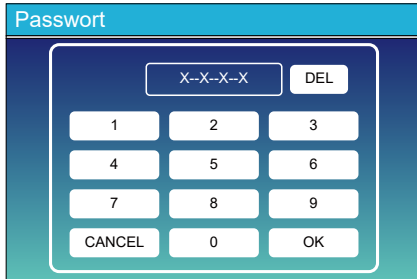 Passwort
X--X--X--X DEL
1 2 3
4 5 6
7 8 9
CANCEL 0 OK